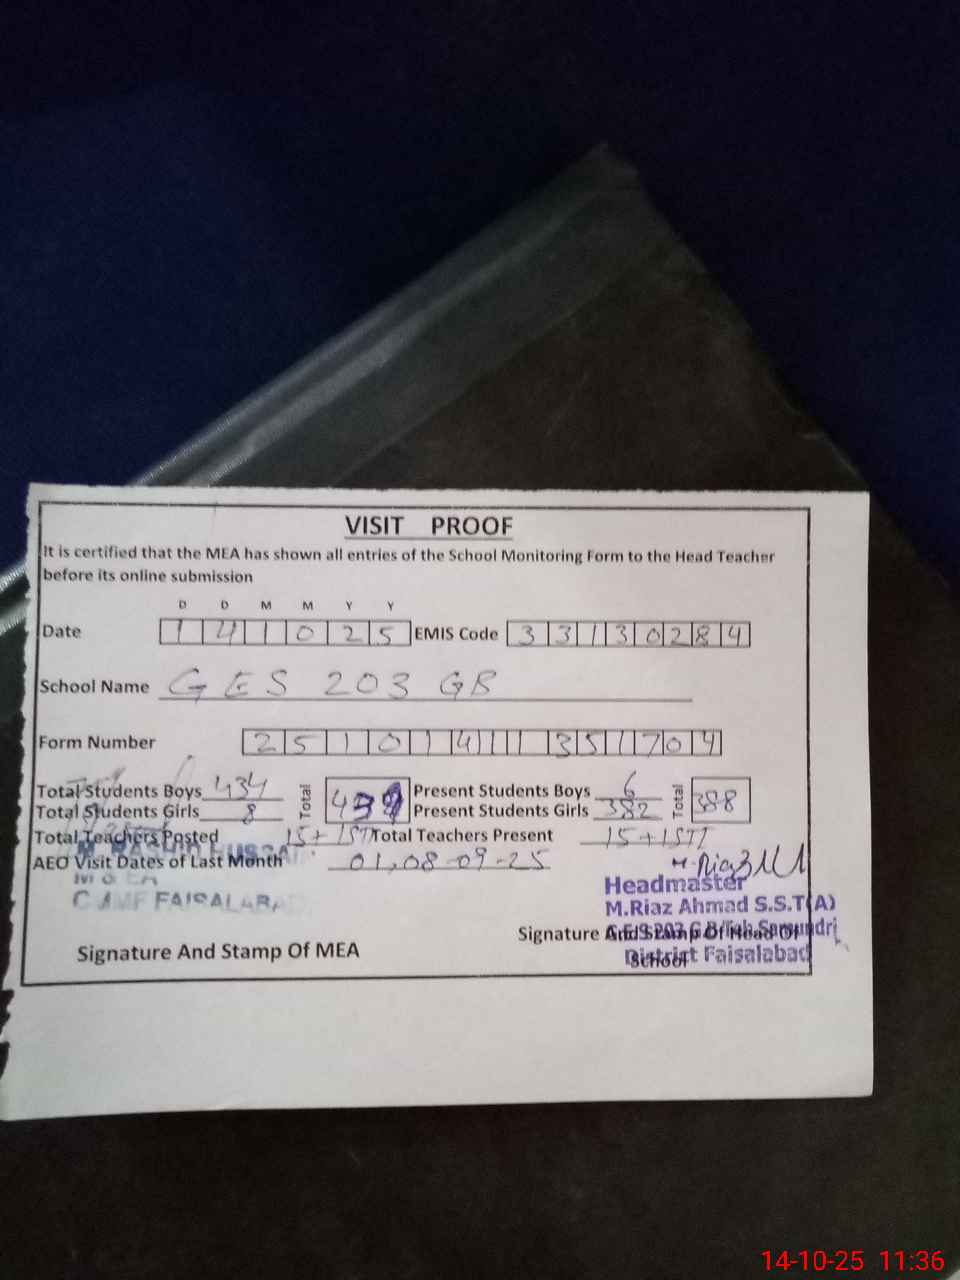 VISIT PROOF
It is certified that the MEA has shown all entries of the School Monitoring Form to the Head Teacher
before its online submission
D D M M Y Y
Date 1 4 1 0 2 5 EMIS Code 3 3 1 3 0 2 8 4
School Name GES 203 GB
Form Number 2 5 1 0 1 4 1 1 3 5 1 7 0 4
Total Students Boys 434 Total Present Students Boys 6 Total 388
Total Students Girls 8 Present Students Girls 382
Total Teachers Posted 15+1STI Total Teachers Present 15+1STI
AEO Visit Dates of Last Month 01,08-09-25
M & EA
FAISALABAD
Headmaster
M.Riaz Ahmad S.S.T(A)
Signature And Stamp Of Head Of
School
G.E.S 203 G.B Teh Samundri
District Faisalabad
Signature And Stamp Of MEA
14-10-25 11:36